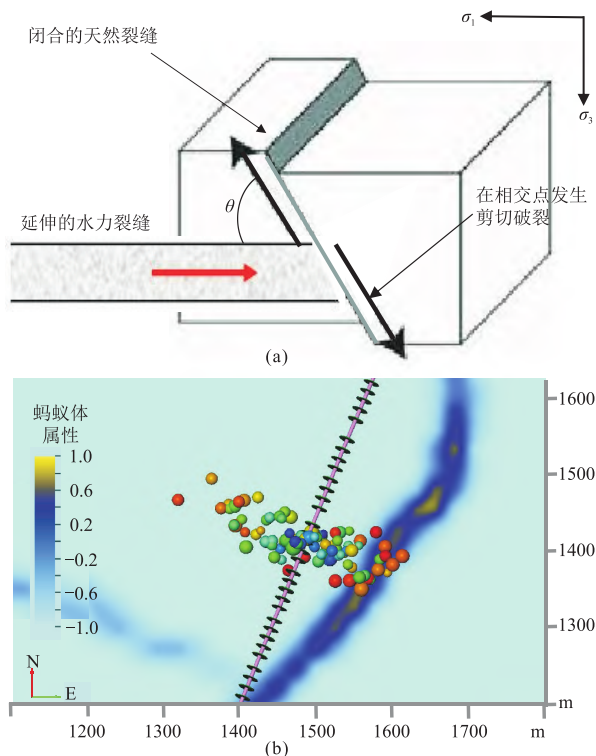 σ1
闭合的天然裂缝
σ3
在相交点发生
剪切破裂
θ
延伸的水力裂缝
(a)
蚂蚁体
属性
1.0
0.6
0.2
−0.2
−0.6
−1.0
N
E
1600
1500
1400
1300
m
1200
1300
1400
1500
1600
1700
m
(b)